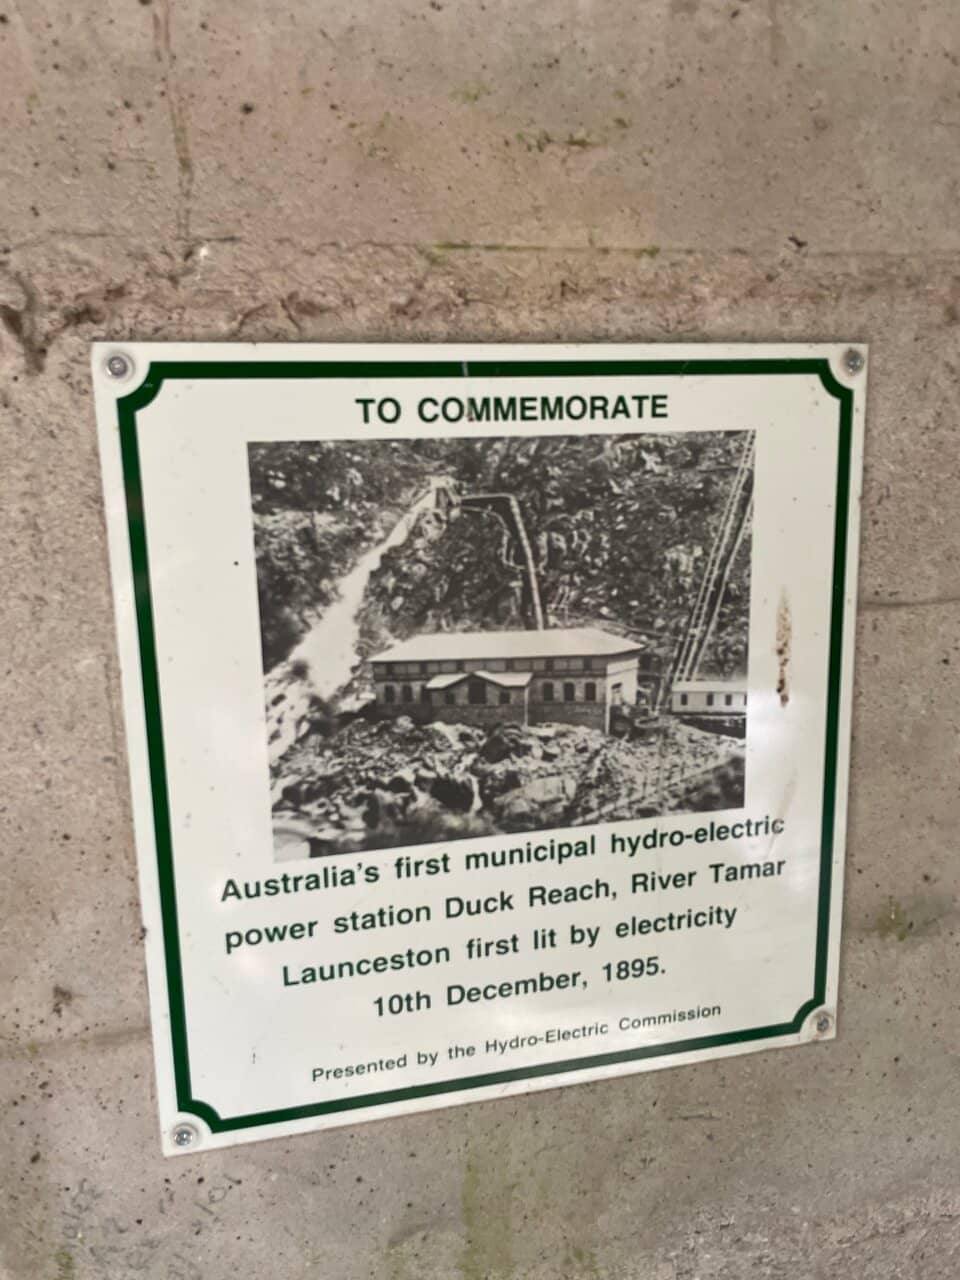 TO COMMEMORATE
Australia's first municipal hydro-electric
power station Duck Reach, River Tamar
Launceston first lit by electricity
10th December, 1895.
Presented by the Hydro-Electric Commission